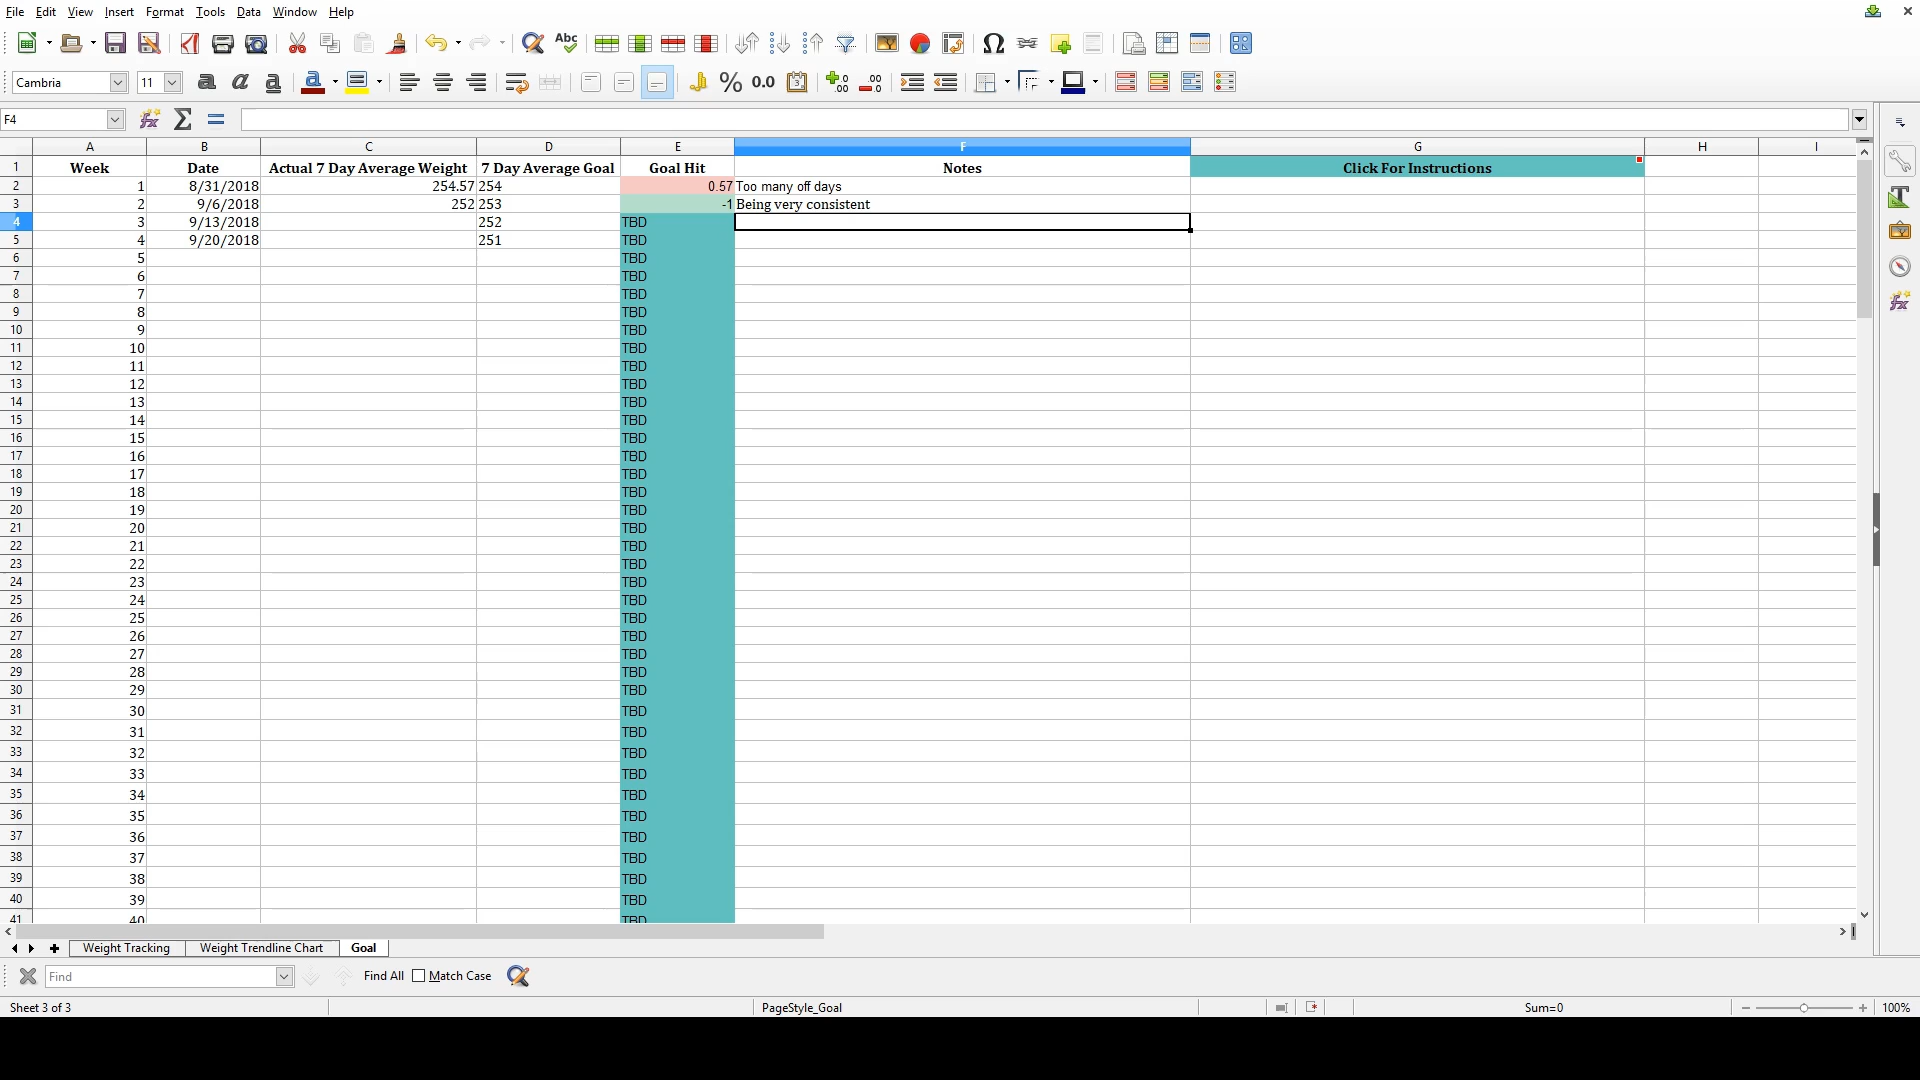 File Edit View Insert Format Tools Data Window Help
Abc
Cambria 11 a a a a % 0.0
F4 fx Σ =
A B C D E F G H I
1 Week Date Actual 7 Day Average Weight 7 Day Average Goal Goal Hit Notes Click For Instructions
2 1 8/31/2018 254.57 254 0.57 Too many off days
3 2 9/6/2018 252 253 -1 Being very consistent
4 3 9/13/2018 252 TBD
5 4 9/20/2018 251 TBD
6 5 TBD
7 6 TBD
8 7 TBD
9 8 TBD
10 9 TBD
11 10 TBD
12 11 TBD
13 12 TBD
14 13 TBD
15 14 TBD
16 15 TBD
17 16 TBD
18 17 TBD
19 18 TBD
20 19 TBD
21 20 TBD
22 21 TBD
23 22 TBD
24 23 TBD
25 24 TBD
26 25 TBD
27 26 TBD
28 27 TBD
29 28 TBD
30 29 TBD
31 30 TBD
32 31 TBD
33 32 TBD
34 33 TBD
35 34 TBD
36 35 TBD
37 36 TBD
38 37 TBD
39 38 TBD
40 39 TBD
41 40 TBD
Weight Tracking Weight Trendline Chart Goal
Find Find All Match Case
Sheet 3 of 3 PageStyle_Goal Sum=0 100%